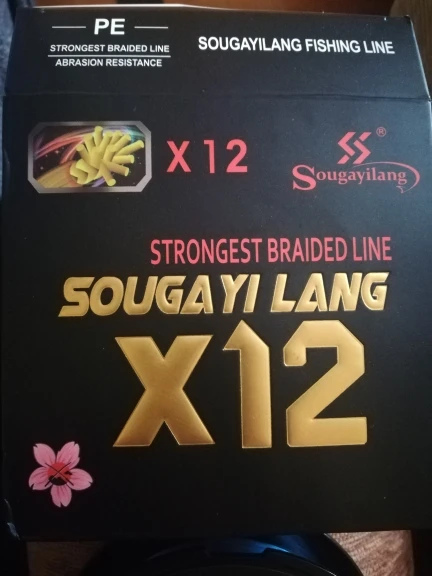 PE
STRONGEST BRAIDED LINE
ABRASION RESISTANCE
SOUGAYILANG FISHING LINE
X 12
®
Sougayilang
STRONGEST BRAIDED LINE
SOUGAYI LANG
X12